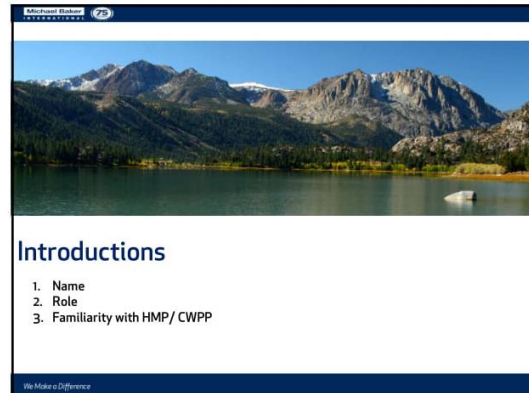 Michael Baker
INTERNATIONAL
75
Introductions
1. Name
2. Role
3. Familiarity with HMP/ CWPP
We Make a Difference